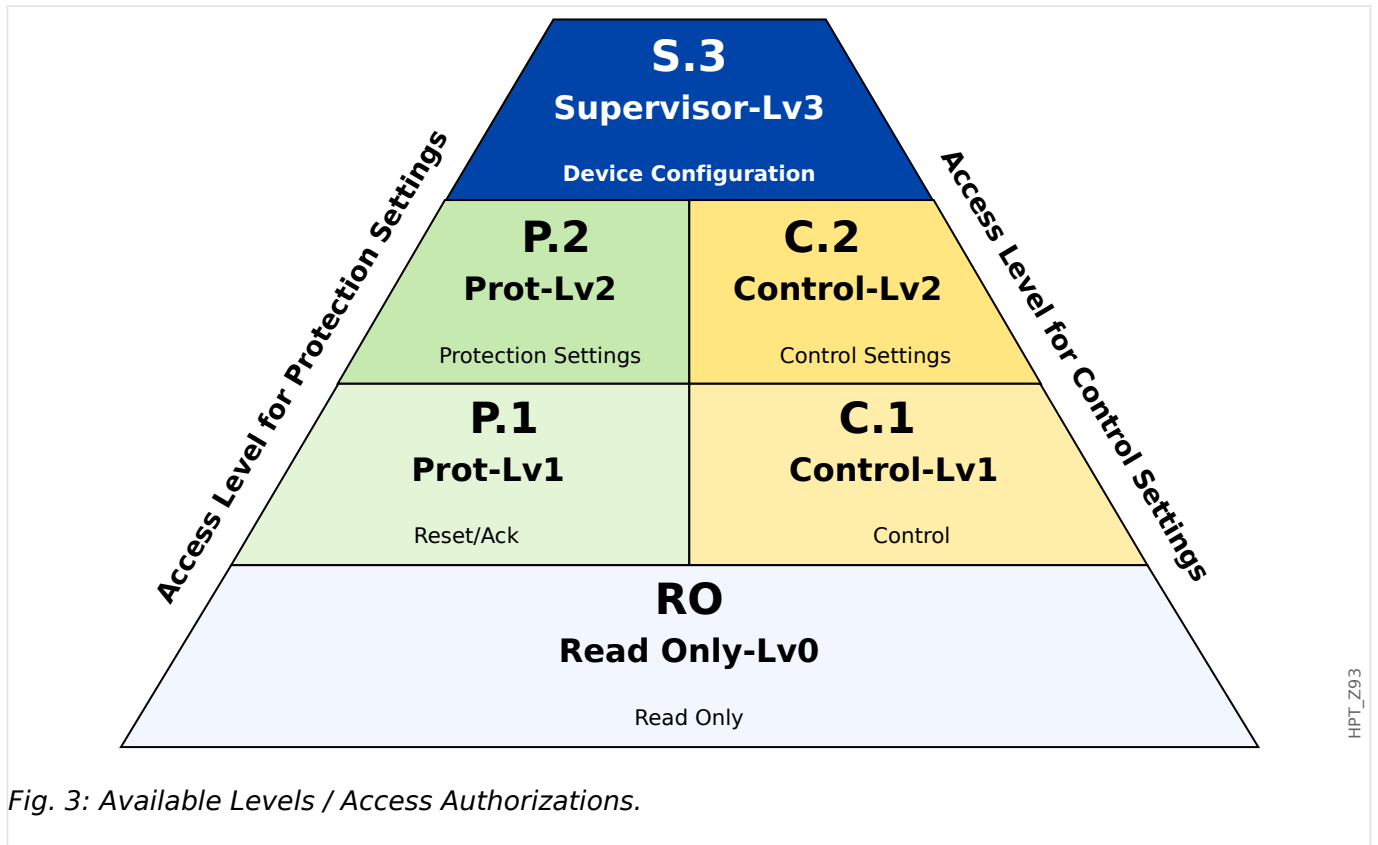 S.3
Supervisor-Lv3
Device Configuration
Access Level for Protection Settings
Access Level for Control Settings
P.2
Prot-Lv2
Protection Settings
C.2
Control-Lv2
Control Settings
P.1
Prot-Lv1
Reset/Ack
C.1
Control-Lv1
Control
RO
Read Only-Lv0
Read Only
HPT_Z93
Fig. 3: Available Levels / Access Authorizations.